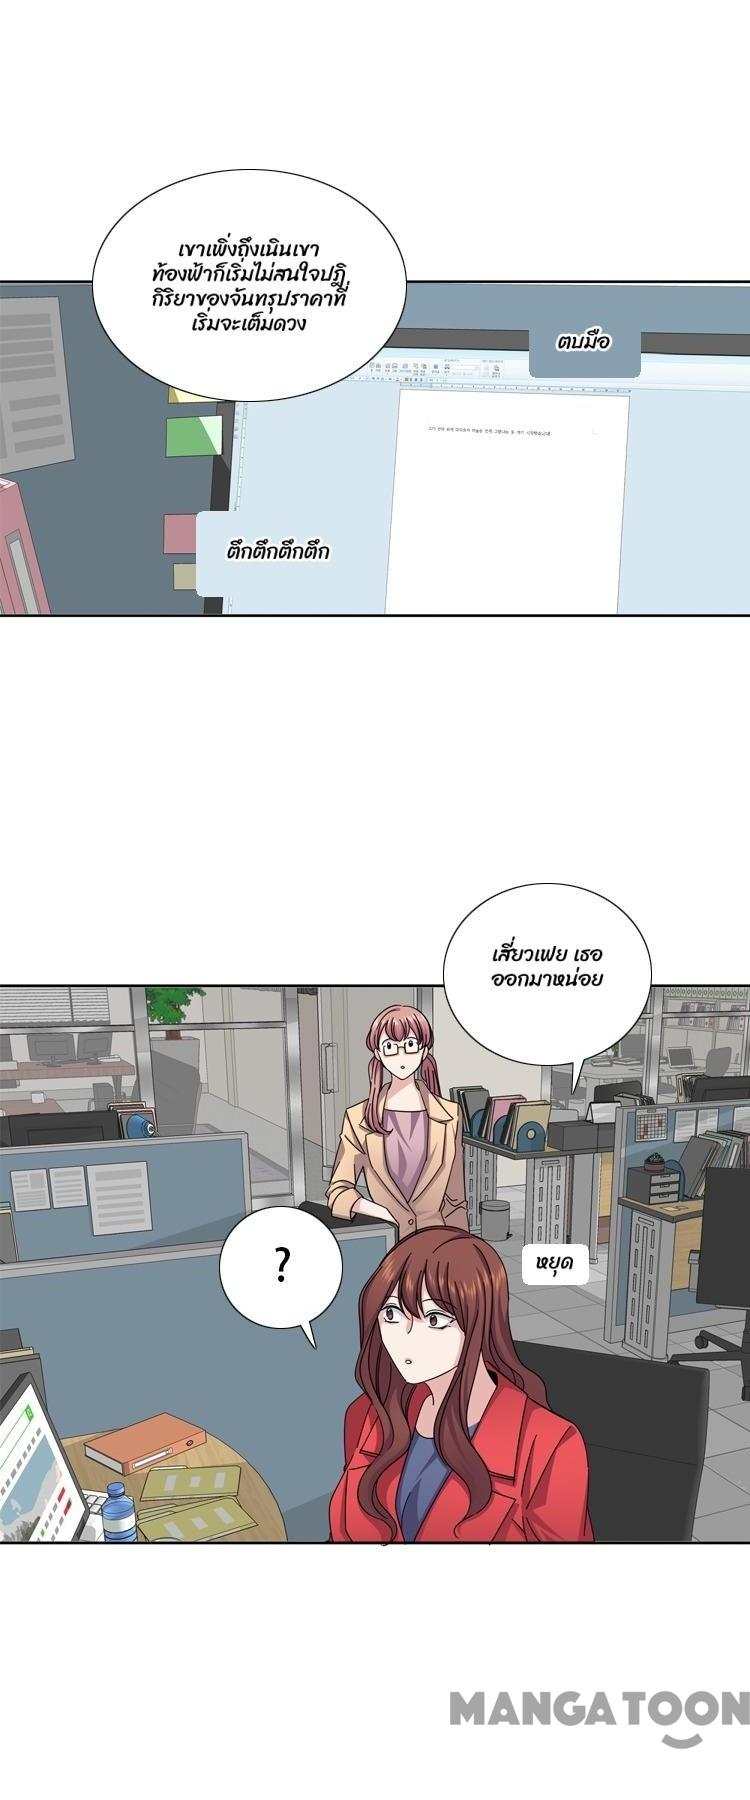 เขาเพิ่งถึงเนินเขา
ท้องฟ้าก็เริ่มไม่สนใจปฏิ
กิริยาของจันทรุปราคาที่
เริ่มจะเต็มดวง
ตบมือ
ตึกตึกตึกตึก
เสี่ยวเฟย เธอ
ออกมาหน่อย
?
หยุด
MANGATOON